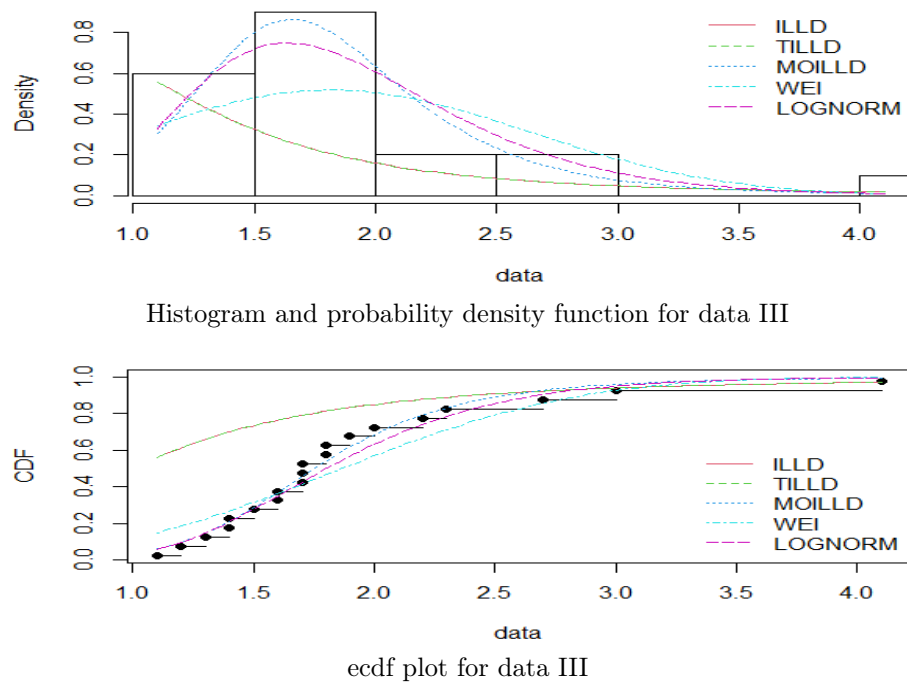 Density
0.0 0.2 0.4 0.6 0.8
ILLD
TILLD
MOILLD
WEI
LOGNORM
1.0 1.5 2.0 2.5 3.0 3.5 4.0
data
Histogram and probability density function for data III
CDF
0.0 0.2 0.4 0.6 0.8 1.0
ILLD
TILLD
MOILLD
WEI
LOGNORM
1.0 1.5 2.0 2.5 3.0 3.5 4.0
data
ecdf plot for data III